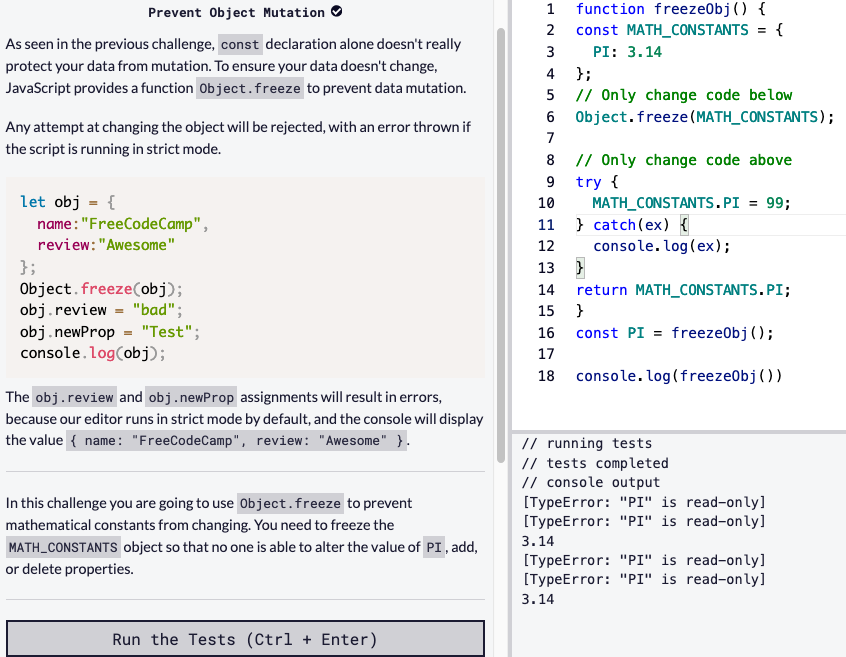 Prevent Object Mutation
As seen in the previous challenge, const declaration alone doesn't really
protect your data from mutation. To ensure your data doesn't change,
JavaScript provides a function Object.freeze to prevent data mutation.
Any attempt at changing the object will be rejected, with an error thrown if
the script is running in strict mode.
let obj = {
  name:"FreeCodeCamp",
  review:"Awesome"
};
Object.freeze(obj);
obj.review = "bad";
obj.newProp = "Test";
console.log(obj);
The obj.review and obj.newProp assignments will result in errors,
because our editor runs in strict mode by default, and the console will display
the value { name: "FreeCodeCamp", review: "Awesome" }.
In this challenge you are going to use Object.freeze to prevent
mathematical constants from changing. You need to freeze the
MATH_CONSTANTS object so that no one is able to alter the value of PI, add,
or delete properties.
Run the Tests (Ctrl + Enter)
1 function freezeObj() {
2 const MATH_CONSTANTS = {
3   PI: 3.14
4 };
5 // Only change code below
6 Object.freeze(MATH_CONSTANTS);
7
8 // Only change code above
9 try {
10   MATH_CONSTANTS.PI = 99;
11 } catch(ex) {
12   console.log(ex);
13 }
14 return MATH_CONSTANTS.PI;
15 }
16 const PI = freezeObj();
17
18 console.log(freezeObj())
// running tests
// tests completed
// console output
[TypeError: "PI" is read-only]
[TypeError: "PI" is read-only]
3.14
[TypeError: "PI" is read-only]
[TypeError: "PI" is read-only]
3.14